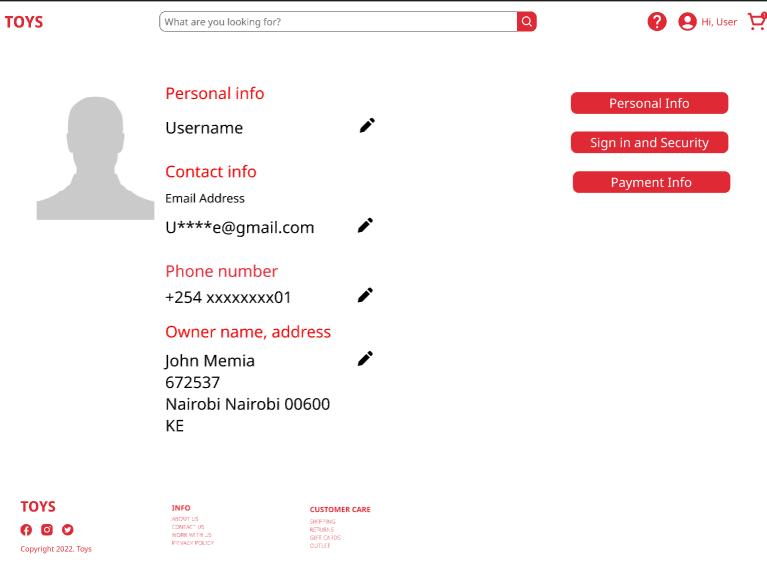 TOYS
What are you looking for?
?
Hi, User
Personal info
Username
Contact info
Email Address
U****e@gmail.com
Phone number
+254 xxxxxxxx01
Owner name, address
John Memia
672537
Nairobi Nairobi 00600
KE
Personal Info
Sign in and Security
Payment Info
TOYS
Copyright 2022. Toys
INFO
ABOUT US
CONTACT US
WORK WITH US
PRIVACY POLICY
CUSTOMER CARE
SHIPPING
RETURNS
GIFT CARDS
OUTLET